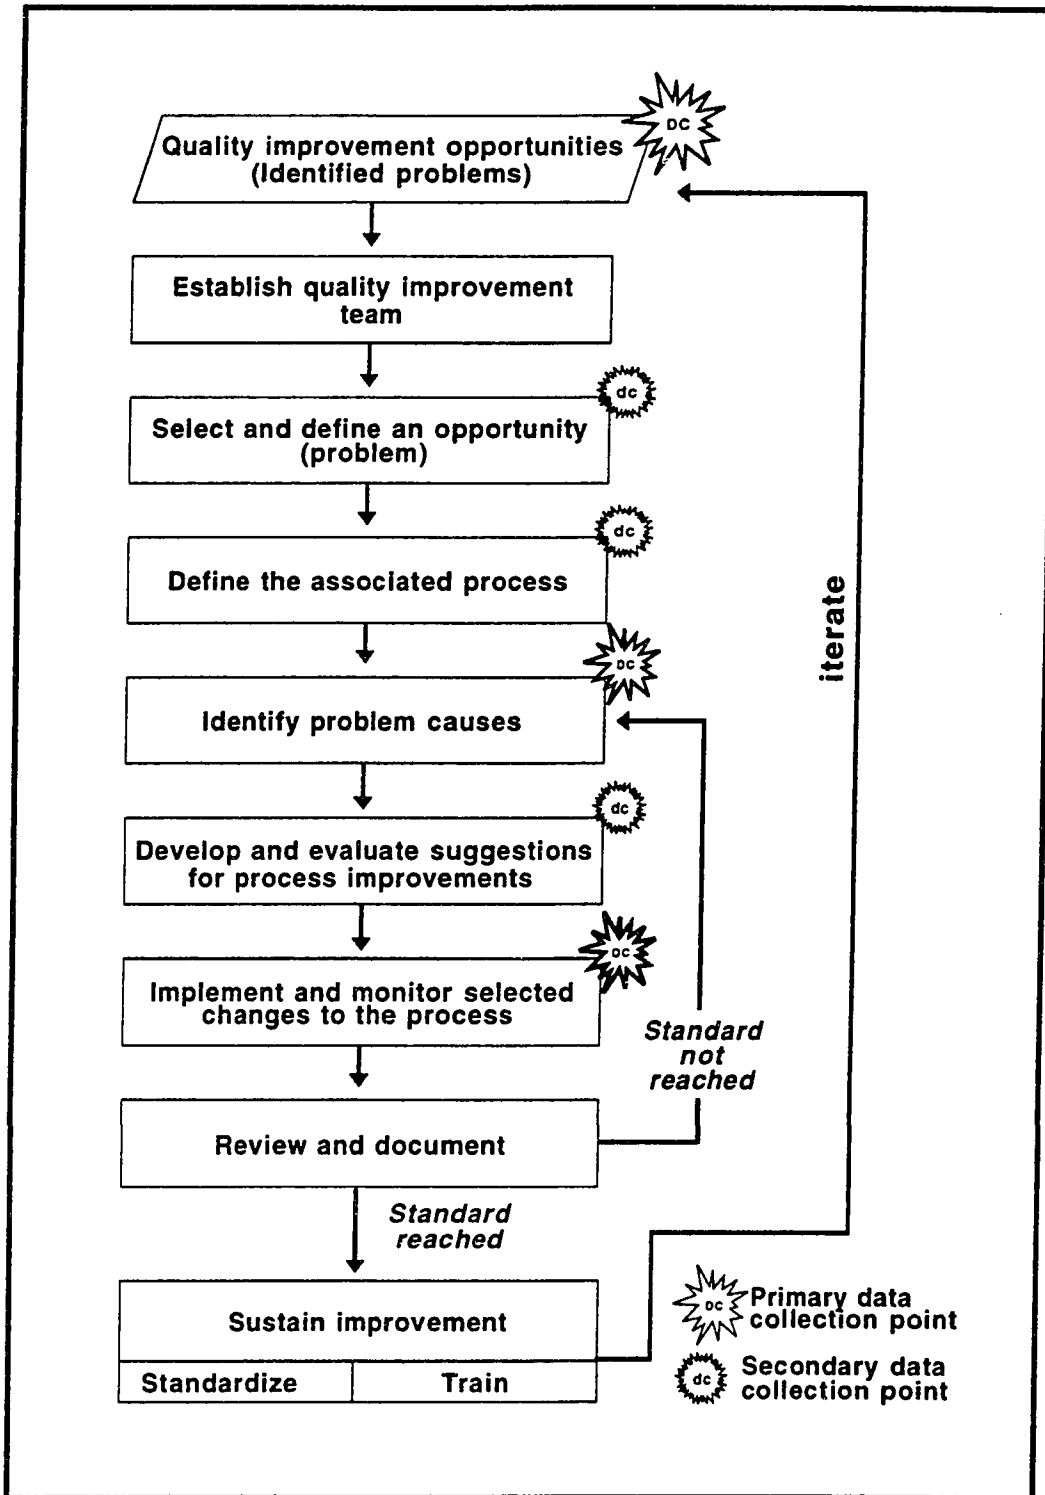 DC
Quality improvement opportunities
(Identified problems)
Establish quality improvement
team
dc
Select and define an opportunity
(problem)
dc
Define the associated process
DC
Identify problem causes
dc
Develop and evaluate suggestions
for process improvements
DC
Implement and monitor selected
changes to the process
Standard
not
reached
Review and document
Standard
reached
Sustain improvement
Standardize
Train
iterate
DC
Primary data
collection point
dc
Secondary data
collection point